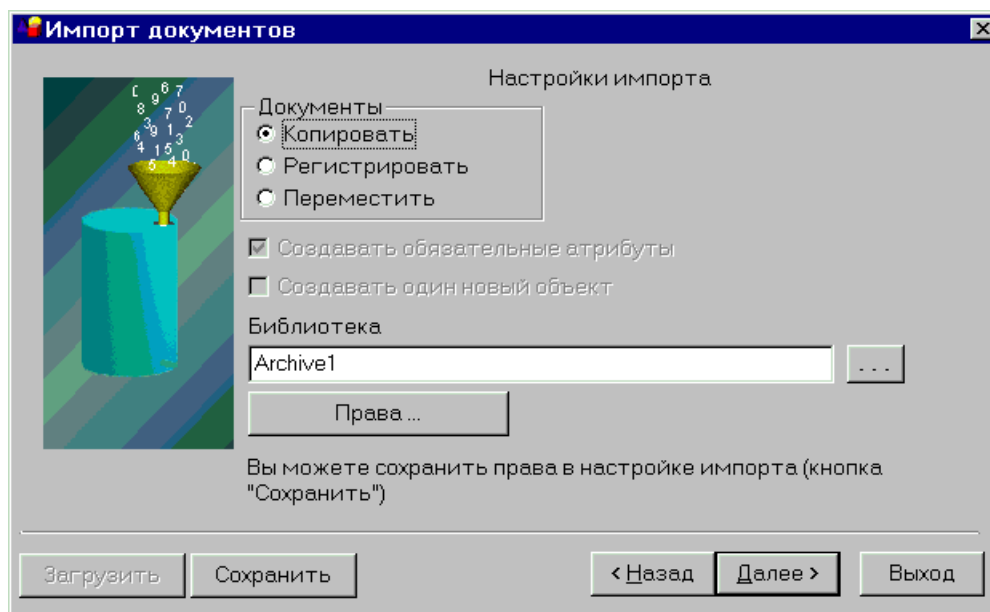 Импорт документов
Настройки импорта
Документы
Копировать
Регистрировать
Переместить
Создавать обязательные атрибуты
Создавать один новый объект
Библиотека
Archive1
...
Права ...
Вы можете сохранить права в настройке импорта (кнопка
"Сохранить")
Загрузить
Сохранить
< Назад
Далее >
Выход